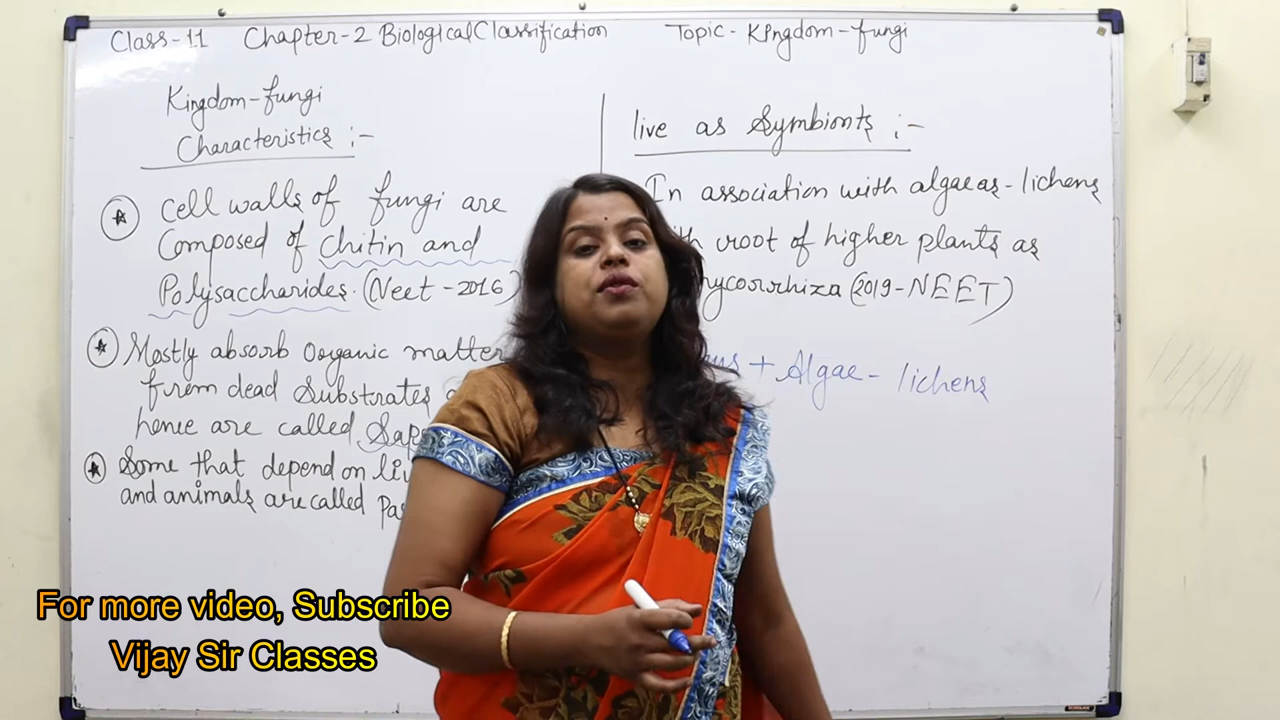 Class-11 Chapter-2 Biological Classification Topic - Kingdom-fungi
Kingdom-fungi
Characteristics :-
Cell walls of fungi are
Composed of chitin and
Polysaccharides. (Neet-2016)
Mostly absorb Organic matter
from dead Substrates
hence are called
Some that depend on
and animals are called
live as Symbionts :-
In association with algae as - lichens
root of higher plants as
(2019-NEET)
+ Algae - lichens
For more video, Subscribe
Vijay Sir Classes